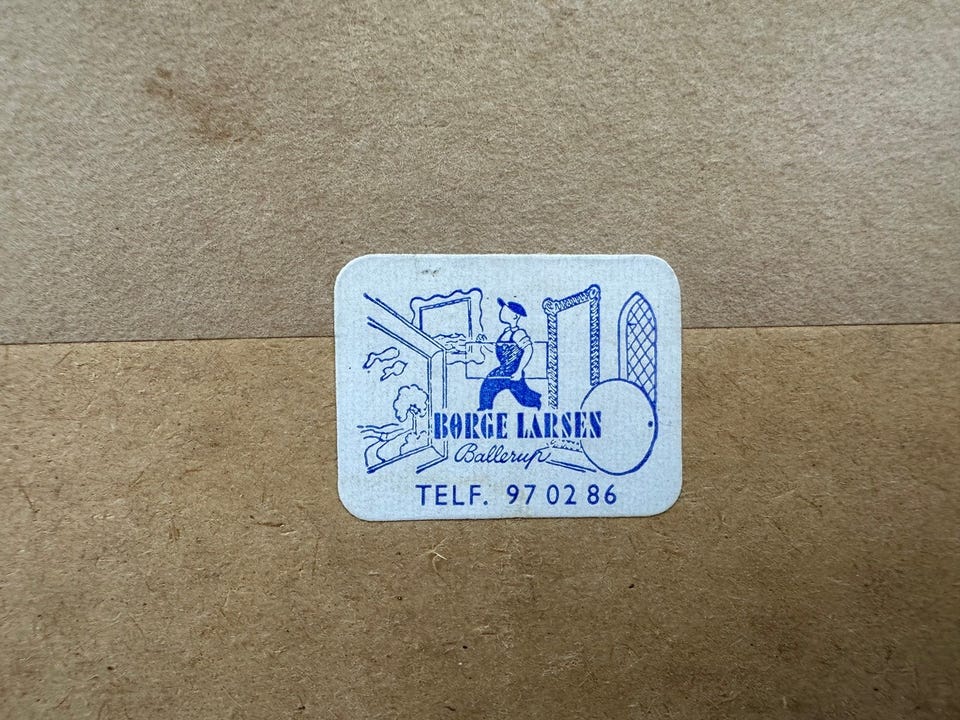 BØRGE LARSEN
Ballerup
TELF. 97 02 86